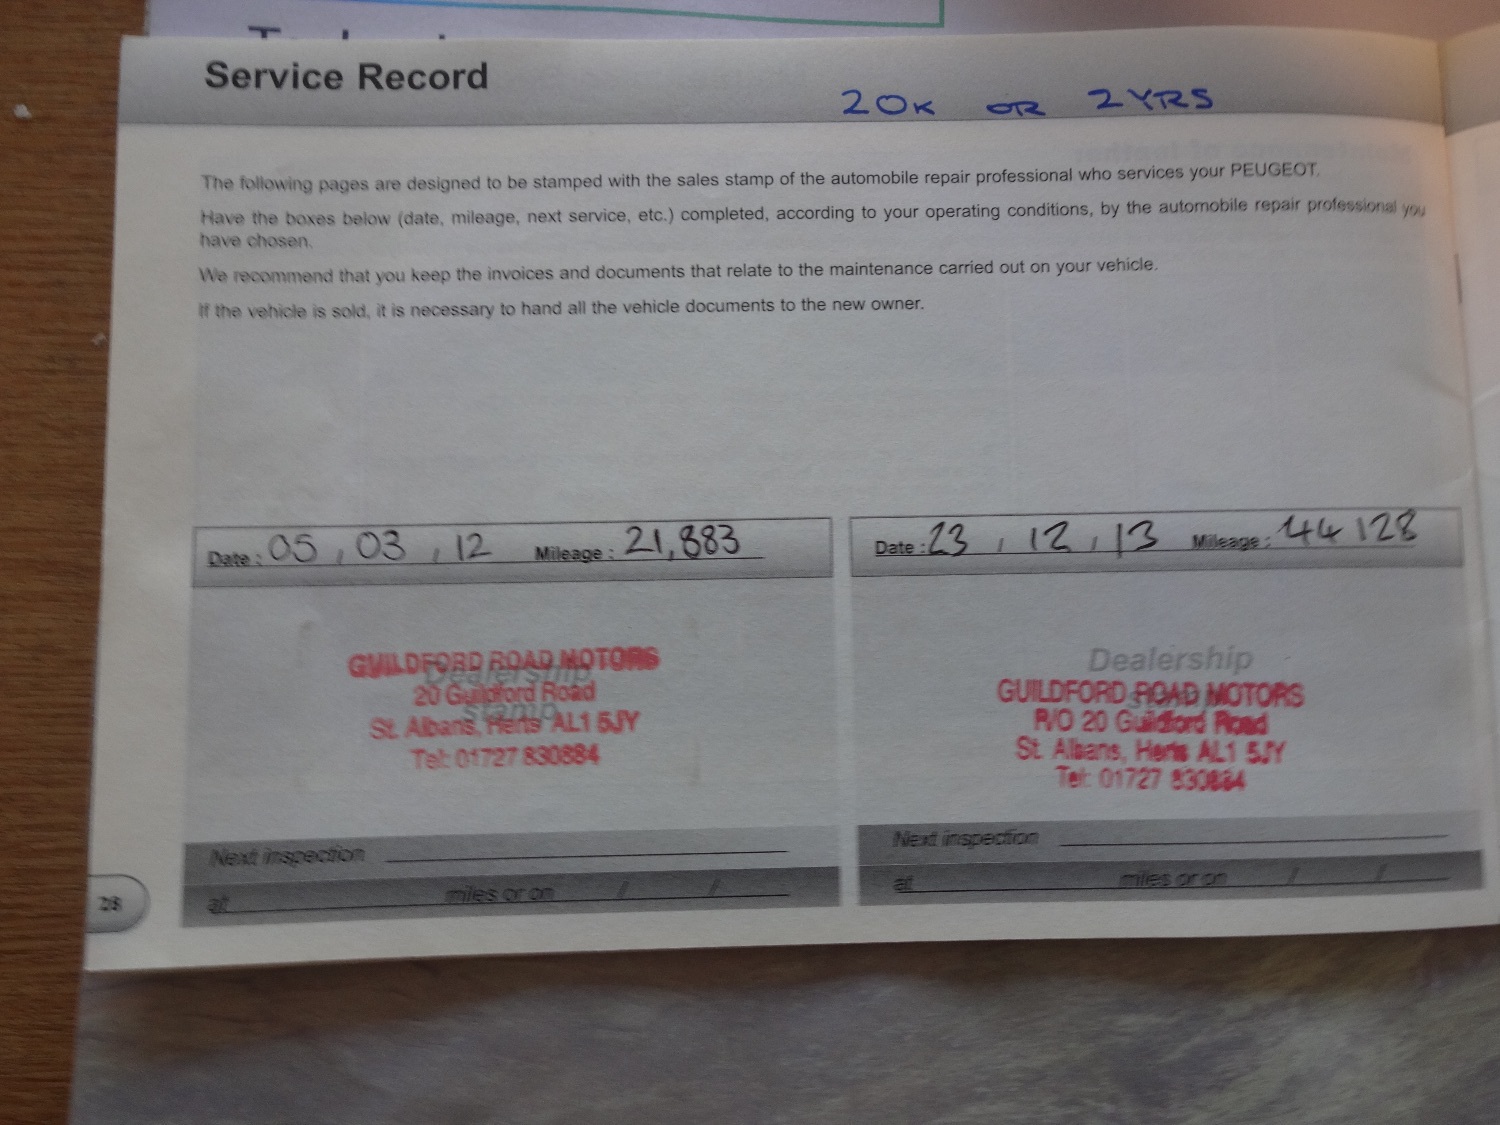 Service Record
20K OR 2YRS
The following pages are designed to be stamped with the sales stamp of the automobile repair professional who services your PEUGEOT.
Have the boxes below (date, mileage, next service, etc.) completed, according to your operating conditions, by the automobile repair professional you
have chosen.
We recommend that you keep the invoices and documents that relate to the maintenance carried out on your vehicle.
If the vehicle is sold, it is necessary to hand all the vehicle documents to the new owner.
Date : 05 , 03 , 12 Mileage : 21,883
Dealership
stamp
GUILDFORD ROAD MOTORS
20 Guildford Road
St. Albans, Herts AL1 5JY
Tel: 01727 830884
Next inspection
at miles or on / /
Date : 23 , 12 , 13 Mileage : 44128
Dealership
GUILDFORD ROAD MOTORS
R/O 20 Guildford Road
St. Albans, Herts AL1 5JY
Tel: 01727 830884
Next inspection
at miles or on / /
28